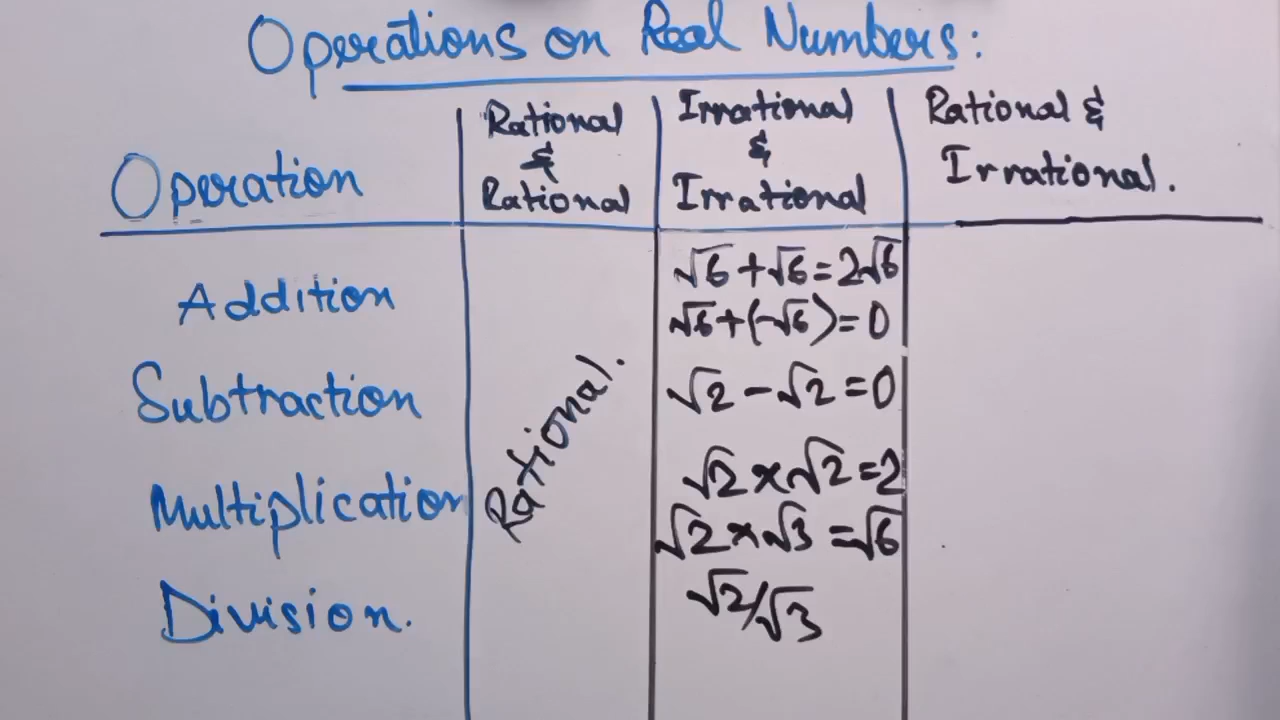 Operations on Real Numbers:
Operation
Rational
&
Rational
Irrational
&
Irrational
Rational &
Irrational.
Addition
√6 + √6 = 2√6
√6 + (-√6) = 0
Subtraction
√2 - √2 = 0
Multiplication
√2 × √2 = 2
√2 × √3 = √6
Division.
√2/√3
Rational.